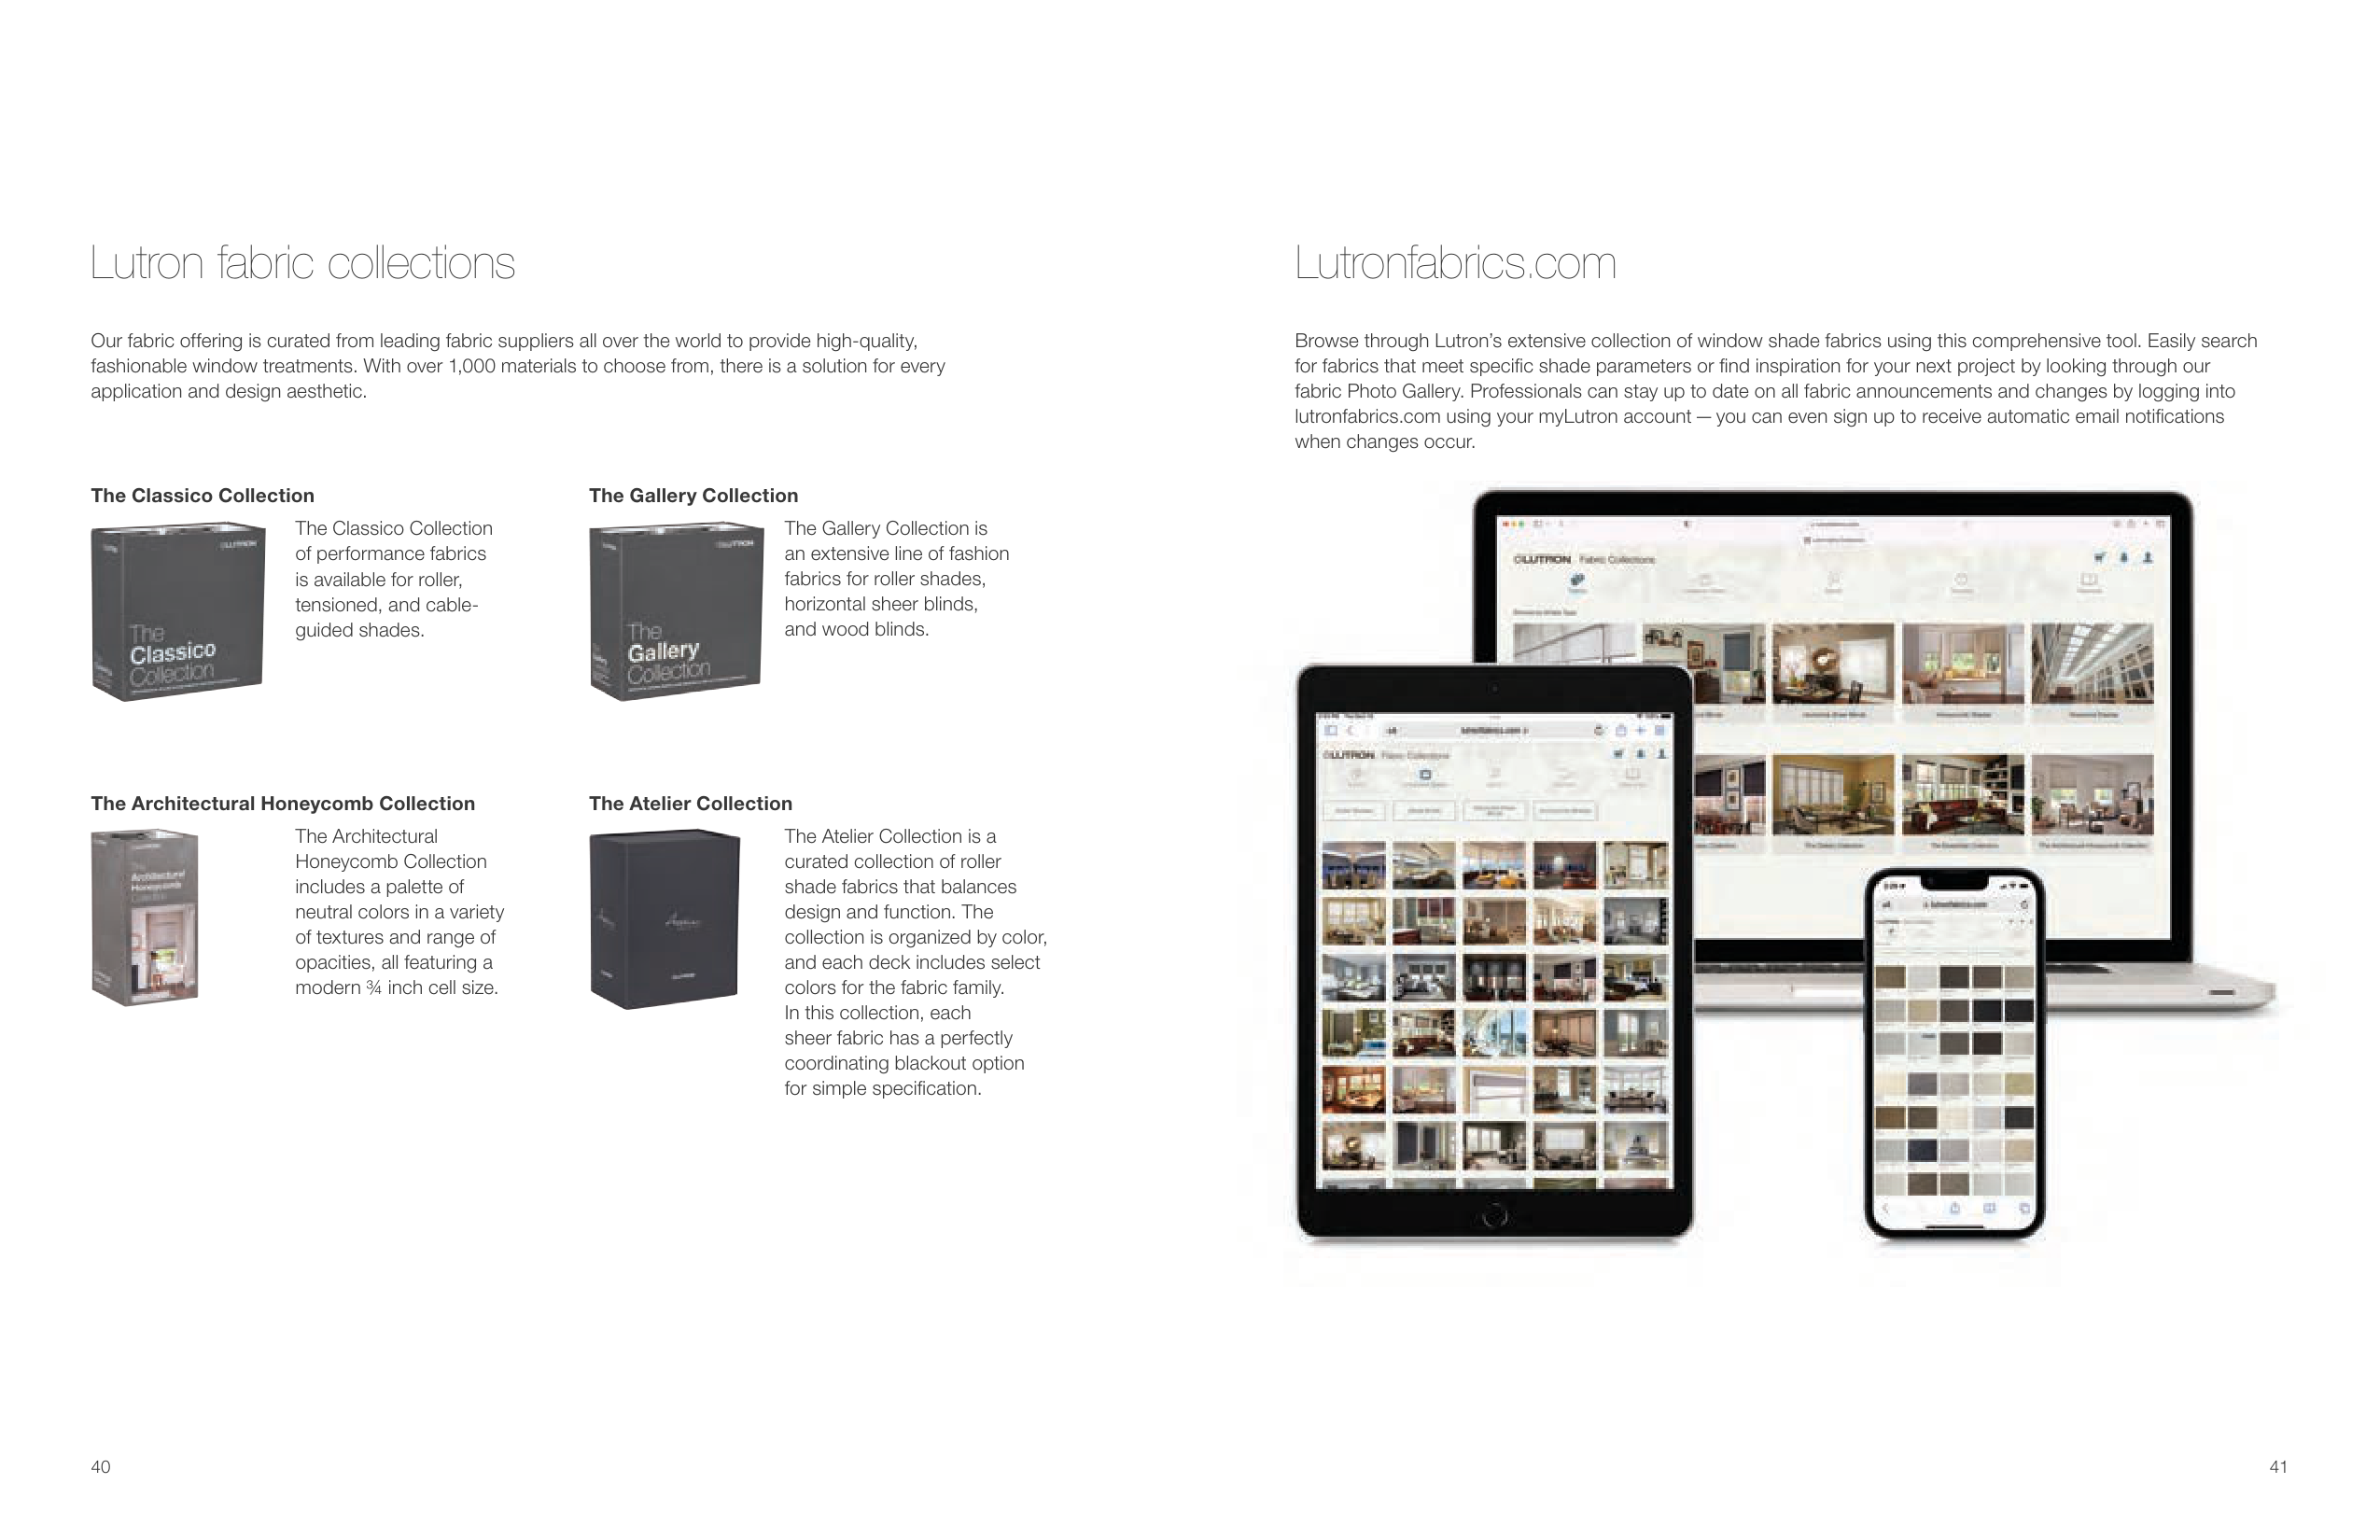 Lutron fabric collections
Our fabric offering is curated from leading fabric suppliers all over the world to provide high-quality,
fashionable window treatments. With over 1,000 materials to choose from, there is a solution for every
application and design aesthetic.
The Classico Collection
LUTRON
The
Classico
Collection
The Classico Collection
of performance fabrics
is available for roller,
tensioned, and cable-
guided shades.
The Gallery Collection
LUTRON
The
Gallery
Collection
The Gallery Collection is
an extensive line of fashion
fabrics for roller shades,
horizontal sheer blinds,
and wood blinds.
The Architectural Honeycomb Collection
The
Architectural
Honeycomb
Collection
The Architectural
Honeycomb Collection
includes a palette of
neutral colors in a variety
of textures and range of
opacities, all featuring a
modern ¾ inch cell size.
The Atelier Collection
Atelier
LUTRON
The Atelier Collection is a
curated collection of roller
shade fabrics that balances
design and function. The
collection is organized by color,
and each deck includes select
colors for the fabric family.
In this collection, each
sheer fabric has a perfectly
coordinating blackout option
for simple specification.
40
Lutronfabrics.com
Browse through Lutron’s extensive collection of window shade fabrics using this comprehensive tool. Easily search
for fabrics that meet specific shade parameters or find inspiration for your next project by looking through our
fabric Photo Gallery. Professionals can stay up to date on all fabric announcements and changes by logging into
lutronfabrics.com using your myLutron account — you can even sign up to receive automatic email notifications
when changes occur.
LUTRON Fabric Collections
lutronfabrics.com
LUTRON Fabric Collections
lutronfabrics.com
41